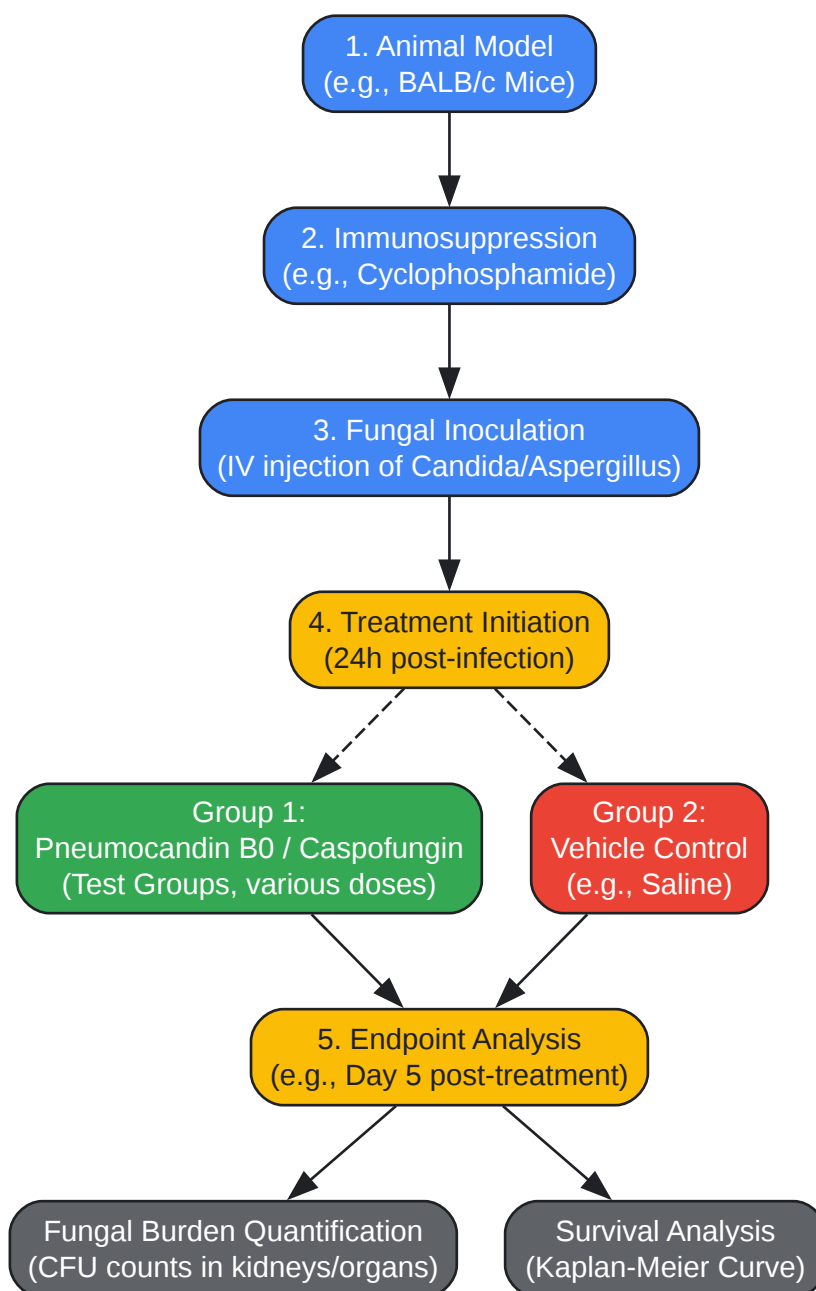 1. Animal Model
(e.g., BALB/c Mice)
2. Immunosuppression
(e.g., Cyclophosphamide)
3. Fungal Inoculation
(IV injection of Candida/Aspergillus)
4. Treatment Initiation
(24h post-infection)
Group 1:
Pneumocandin B0 / Caspofungin
(Test Groups, various doses)
Group 2:
Vehicle Control
(e.g., Saline)
5. Endpoint Analysis
(e.g., Day 5 post-treatment)
Fungal Burden Quantification
(CFU counts in kidneys/organs)
Survival Analysis
(Kaplan-Meier Curve)